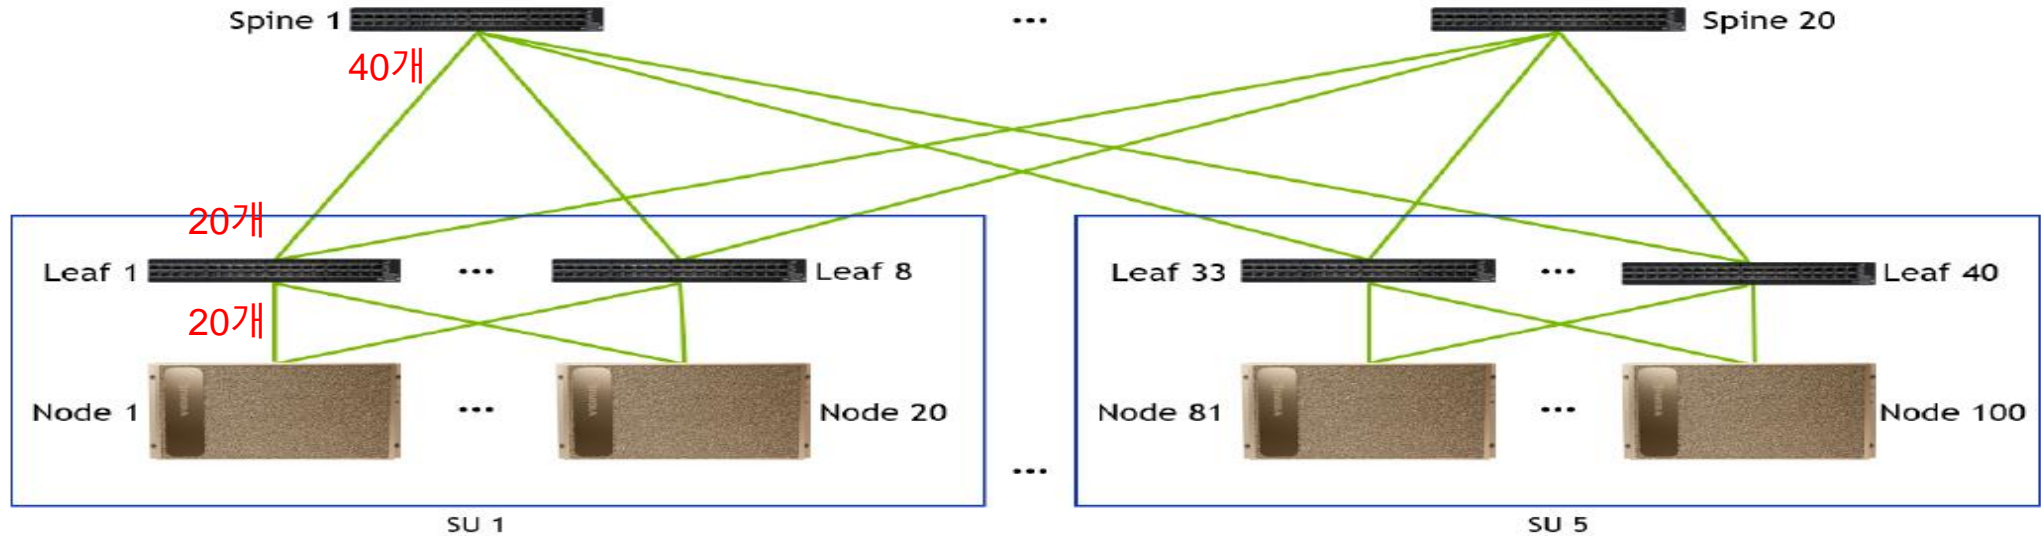 Spine 1
...
Spine 20
40개
20개
Leaf 1
...
Leaf 8
Leaf 33
...
Leaf 40
20개
Node 1
...
Node 20
Node 81
...
Node 100
...
SU 1
SU 5